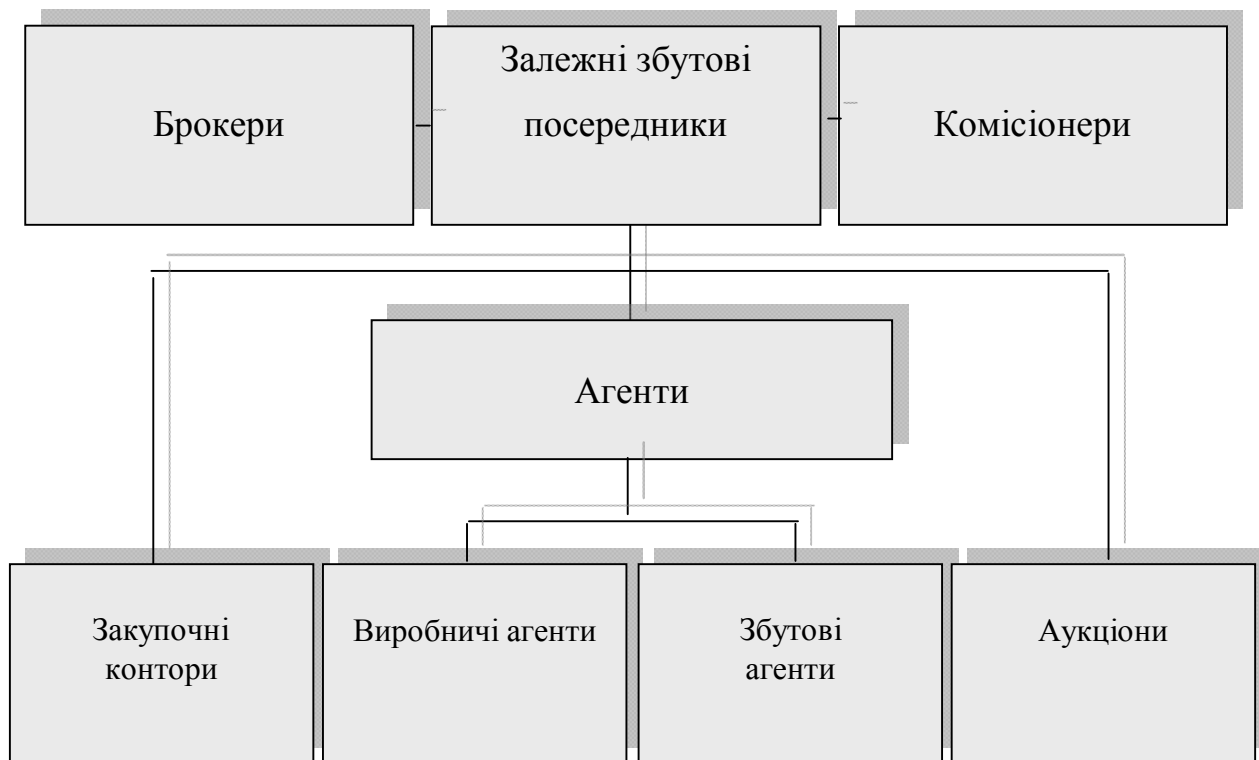 Брокери
Залежні збутові
посередники
Комісіонери
Агенти
Закупочні
контори
Виробничі агенти
Збутові
агенти
Аукціони